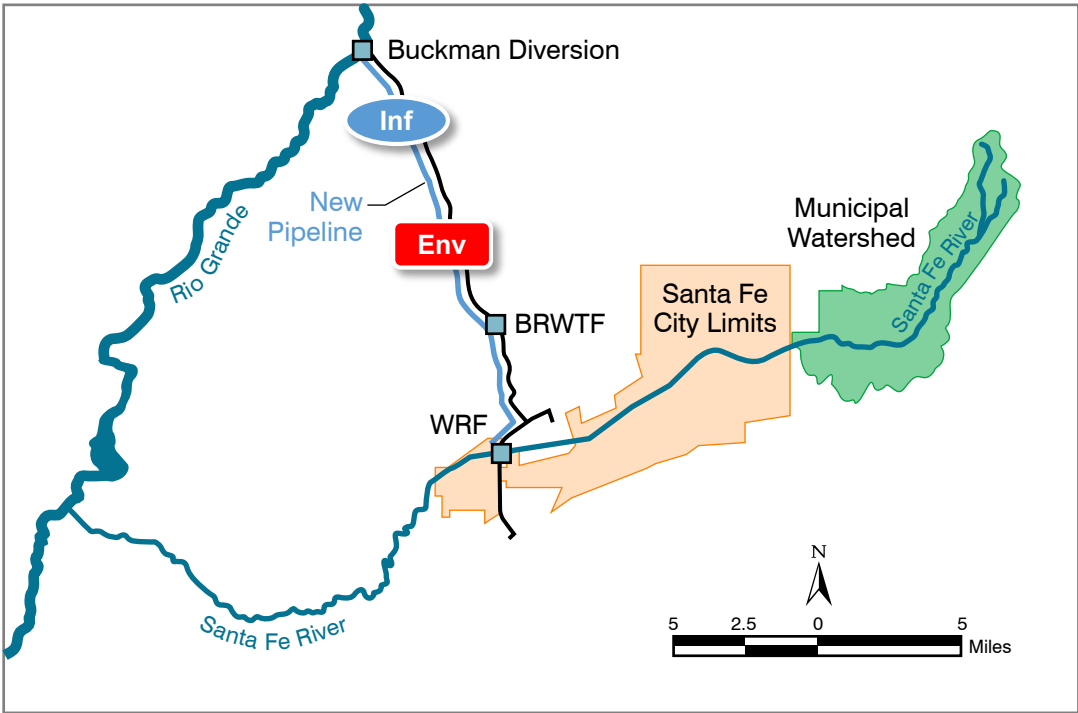 Buckman Diversion
Inf
New
Pipeline
Env
Rio Grande
Municipal
Watershed
Santa Fe River
Santa Fe
City Limits
BRWTF
WRF
Santa Fe River
N
5 2.5 0 5
Miles